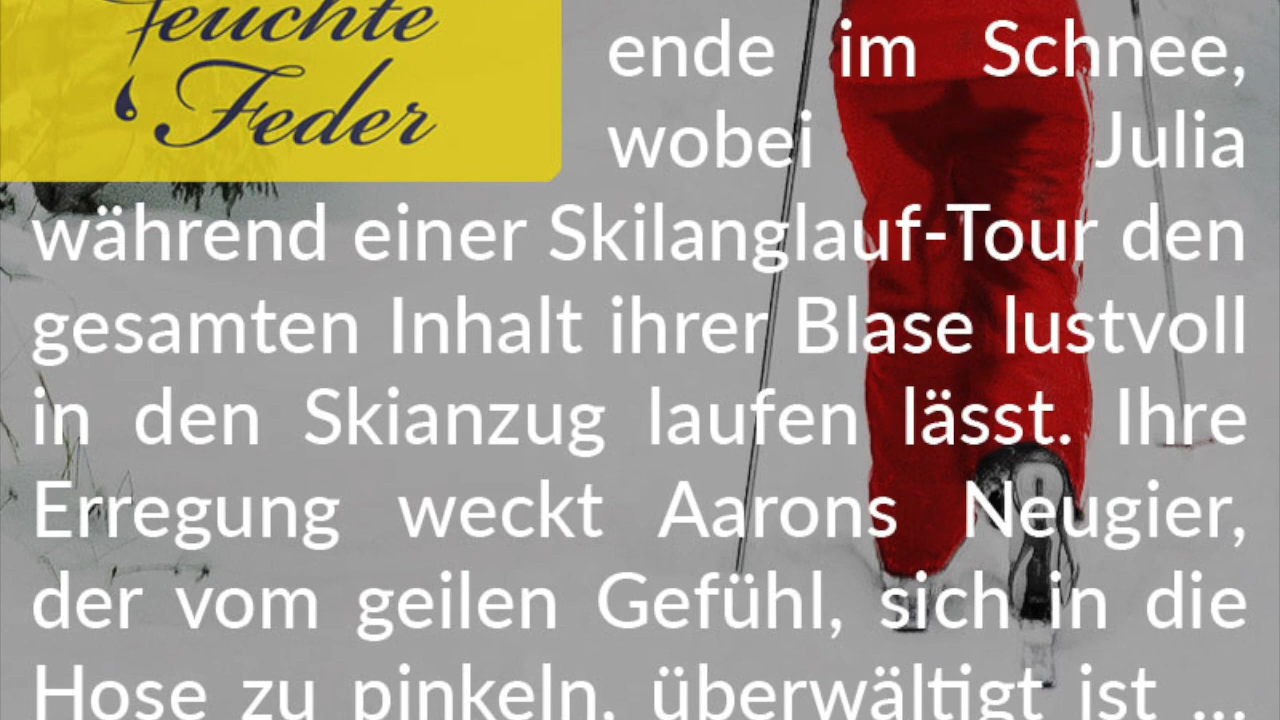 feuchte
Feder
ende im Schnee,
wobei Julia
während einer Skilanglauf-Tour den
gesamten Inhalt ihrer Blase lustvoll
in den Skianzug laufen lässt. Ihre
Erregung weckt Aarons Neugier,
der vom geilen Gefühl, sich in die
Hose zu pinkeln, überwältigt ist ...